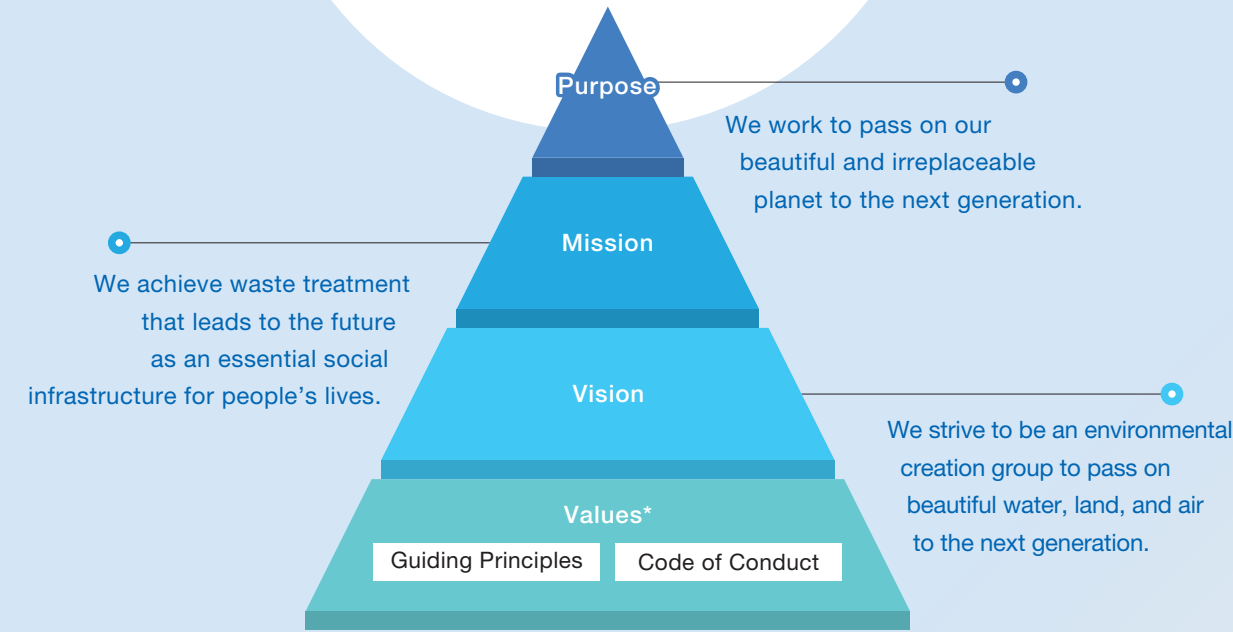 Purpose
We work to pass on our
beautiful and irreplaceable
planet to the next generation.
Mission
We achieve waste treatment
that leads to the future
as an essential social
infrastructure for people’s lives.
Vision
We strive to be an environmental
creation group to pass on
beautiful water, land, and air
to the next generation.
Values*
Guiding Principles
Code of Conduct